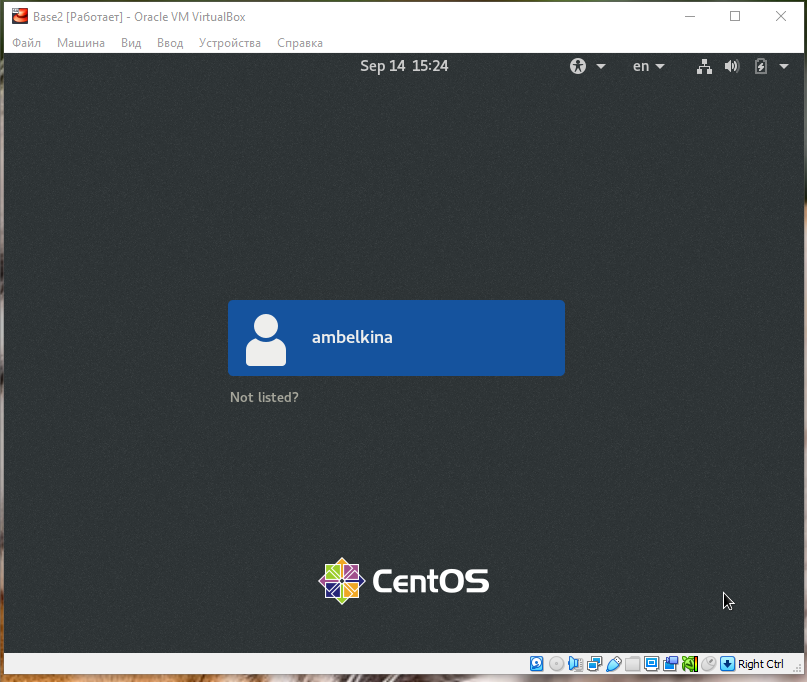 Base2 [Работает] - Oracle VM VirtualBox
Файл Машина Вид Ввод Устройства Справка
Sep 14 15:24 en
ambelkina
Not listed?
CentOS
Right Ctrl